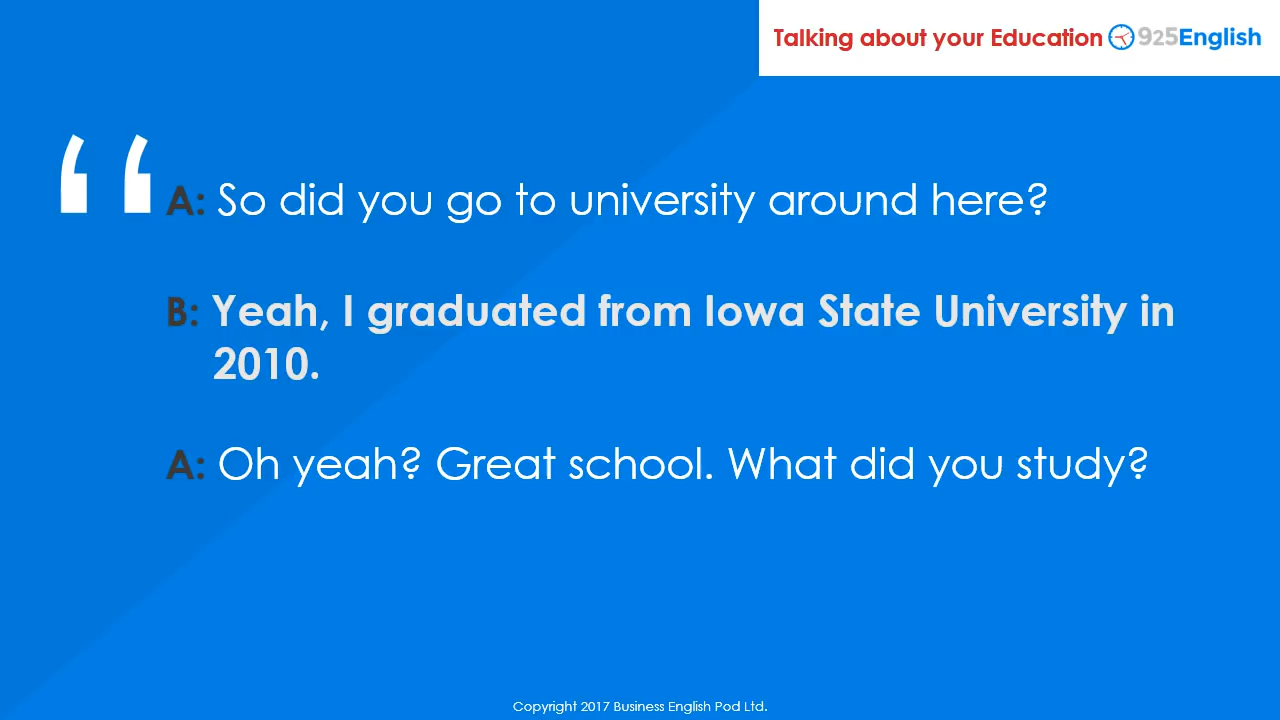 Talking about your Education 925English
“
A: So did you go to university around here?
B: Yeah, I graduated from Iowa State University in
2010.
A: Oh yeah? Great school. What did you study?
Copyright 2017 Business English Pod Ltd.